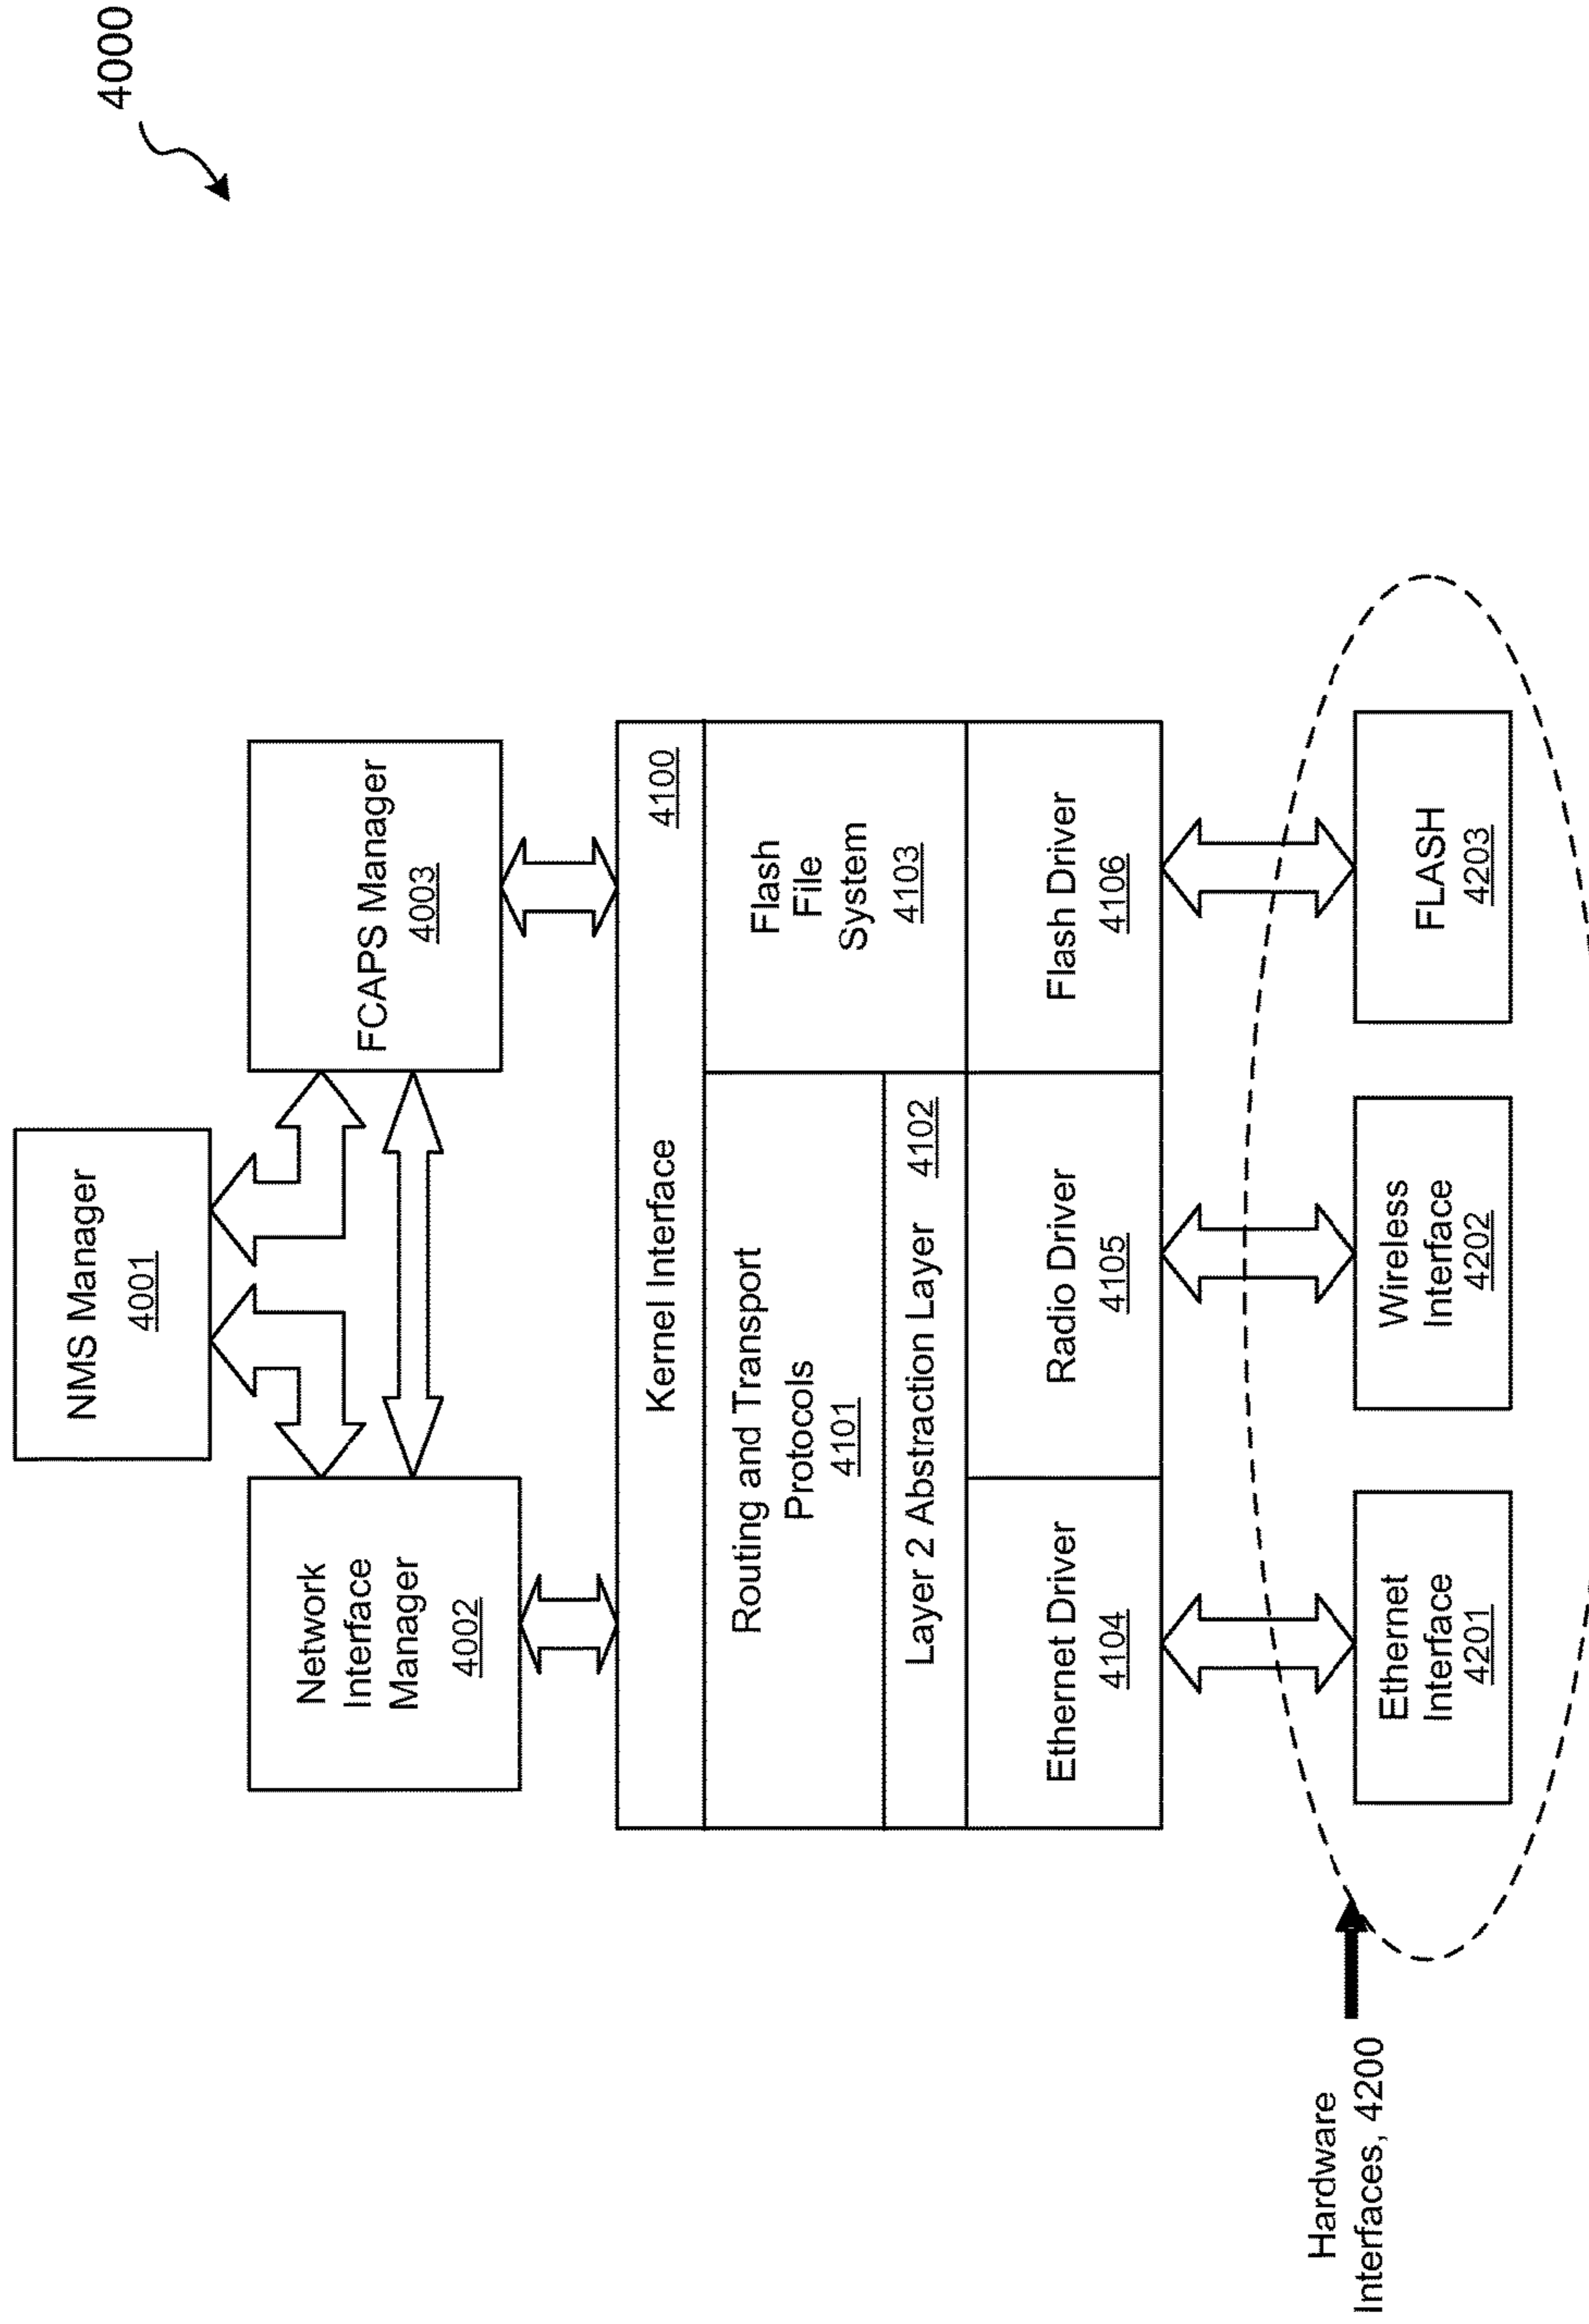 4000
NMS Manager
4001
Network
Interface
Manager
4002
FCAPS Manager
4003
Kernel Interface
4100
Routing and Transport
Protocols
4101
Flash
File
System
4103
Layer 2 Abstraction Layer
4102
Ethernet Driver
4104
Radio Driver
4105
Flash Driver
4106
Hardware
Interfaces, 4200
Ethernet
Interface
4201
Wireless
Interface
4202
FLASH
4203